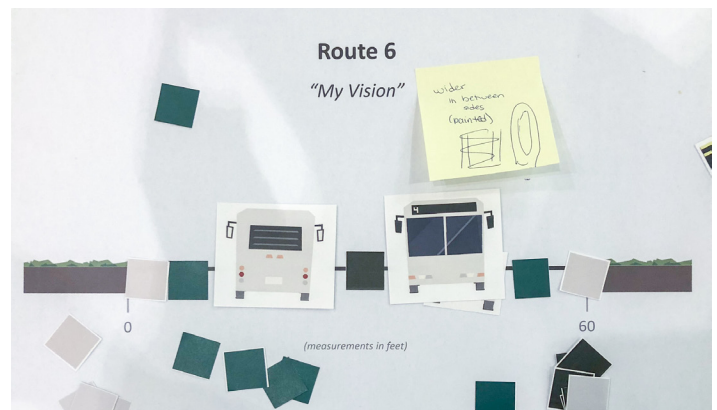 Route 6
"My Vision"
wider
in between
sides
(painted)
4
0
60
(measurements in feet)